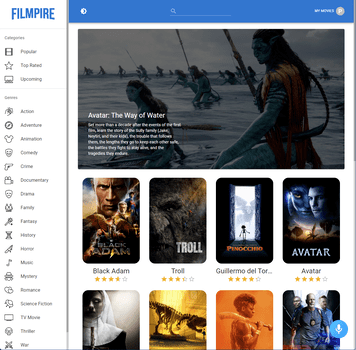 FILMPIRE
MY MOVIES
Categories
Popular
Top Rated
Upcoming
Genres
Action
Adventure
Animation
Comedy
Crime
Documentary
Drama
Family
Fantasy
History
Horror
Music
Mystery
Romance
Science Fiction
TV Movie
Thriller
War
Avatar: The Way of Water
Set more than a decade after the events of the first
film, learn the story of the Sully family (Jake,
Neytiri, and their kids), the trouble that follows
them, the lengths they go to keep each other safe,
the battles they fight to stay alive, and the
tragedies they endure.
BLACK
ADAM
TROLL
PINOCCHIO
AVATAR
Black Adam
Troll
Guillermo del Tor...
Avatar